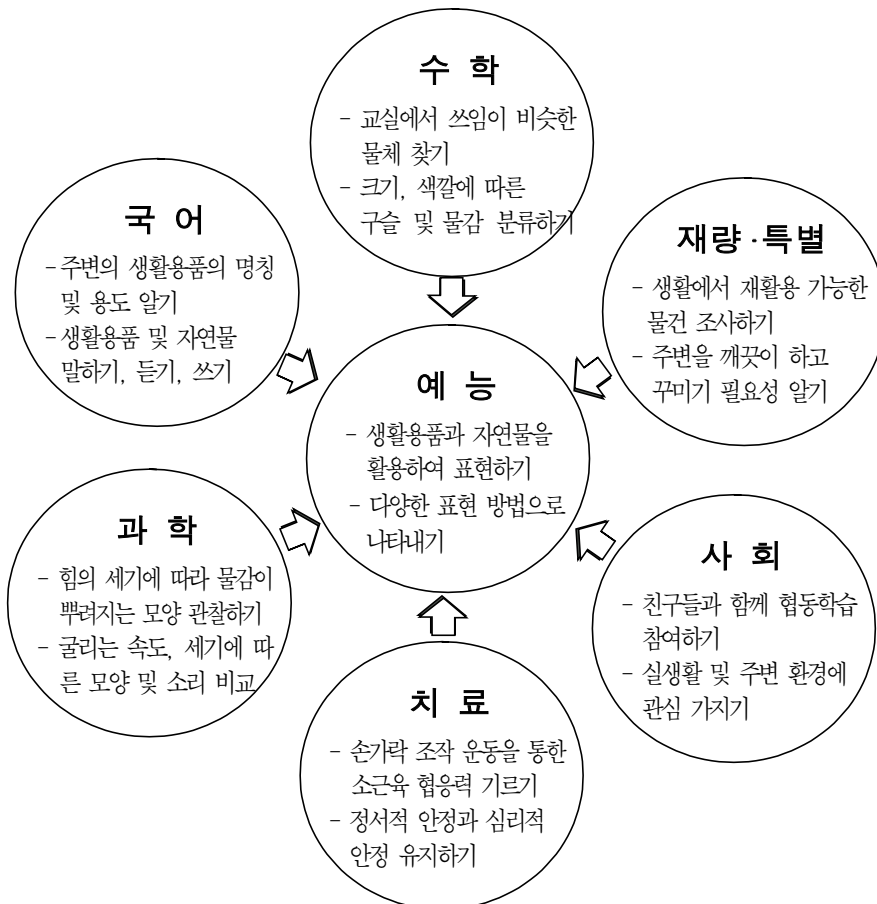 수 학
- 교실에서 쓰임이 비슷한
물체 찾기
- 크기, 색깔에 따른
구슬 및 물감 분류하기
국 어
- 주변의 생활용품의 명칭
및 용도 알기
- 생활용품 및 자연물
말하기, 듣기, 쓰기
재량·특별
- 생활에서 재활용 가능한
물건 조사하기
- 주변을 깨끗이 하고
꾸미기 필요성 알기
예 능
- 생활용품과 자연물을
활용하여 표현하기
- 다양한 표현 방법으로
나타내기
과 학
- 힘의 세기에 따라 물감이
뿌려지는 모양 관찰하기
- 굴리는 속도, 세기에 따
른 모양 및 소리 비교
사 회
- 친구들과 함께 협동학습
참여하기
- 실생활 및 주변 환경에
관심 가지기
치 료
- 손가락 조작 운동을 통한
소근육 협응력 기르기
- 정서적 안정과 심리적
안정 유지하기